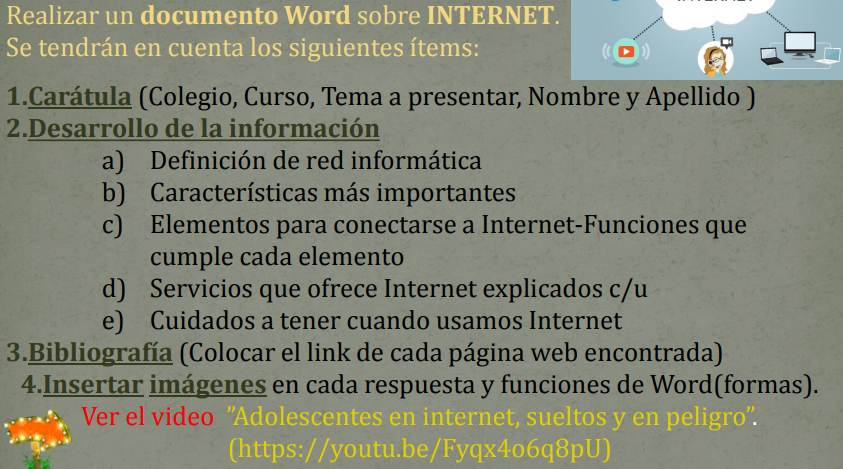 Realizar un documento Word sobre INTERNET.
Se tendrán en cuenta los siguientes ítems:
1.Carátula (Colegio, Curso, Tema a presentar, Nombre y Apellido )
2.Desarrollo de la información
a) Definición de red informática
b) Características más importantes
c) Elementos para conectarse a Internet-Funciones que
cumple cada elemento
d) Servicios que ofrece Internet explicados c/u
e) Cuidados a tener cuando usamos Internet
3.Bibliografía (Colocar el link de cada página web encontrada)
4.Insertar imágenes en cada respuesta y funciones de Word(formas).
Ver el video ”Adolescentes en internet, sueltos y en peligro”.
(https://youtu.be/Fyqx4o6q8pU)